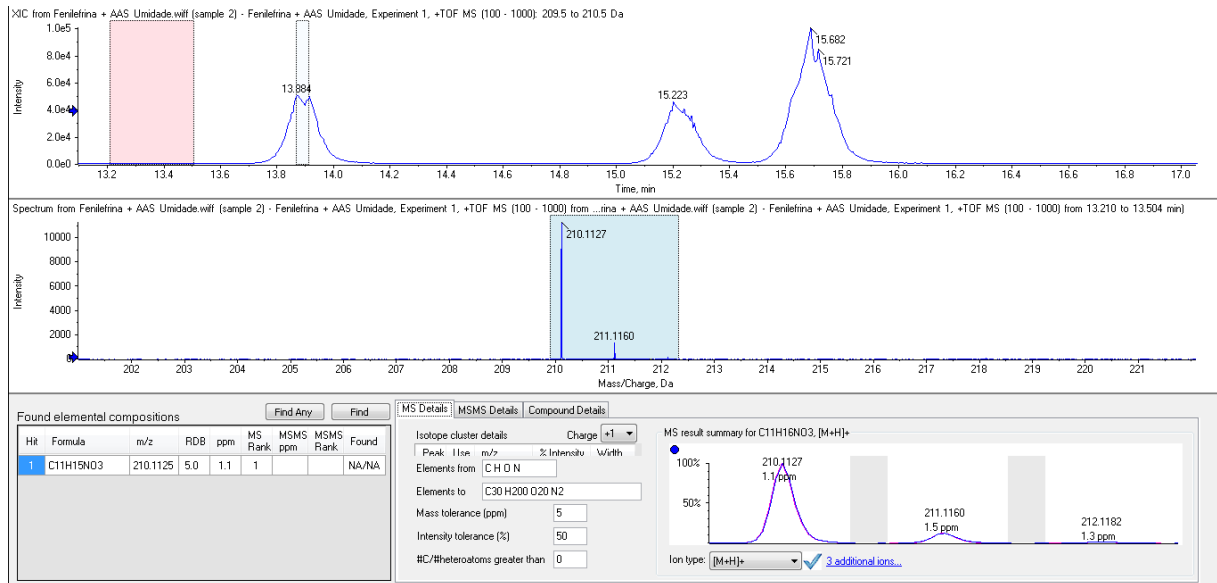 XIC from Fenilefrina + AAS Umidade.wiff (sample 2) - Fenilefrina + AAS Umidade, Experiment 1, +TOF MS (100 - 1000): 209.5 to 210.5 Da
Intensity
1.0e5
8.0e4
6.0e4
4.0e4
2.0e4
0.0e0
13.884
15.223
15.682
15.721
13.2 13.4 13.6 13.8 14.0 14.2 14.4 14.6 14.8 15.0 15.2 15.4 15.6 15.8 16.0 16.2 16.4 16.6 16.8 17.0
Time, min
Spectrum from Fenilefrina + AAS Umidade.wiff (sample 2) - Fenilefrina + AAS Umidade, Experiment 1, +TOF MS (100 - 1000) from ...rina + AAS Umidade.wiff (sample 2) - Fenilefrina + AAS Umidade, Experiment 1, +TOF MS (100 - 1000) from 13.210 to 13.504 min)
Intensity
10000
8000
6000
4000
2000
0
210.1127
211.1160
202 203 204 205 206 207 208 209 210 211 212 213 214 215 216 217 218 219 220 221
Mass/Charge, Da
Found elemental compositions Find Any Find
Hit Formula m/z RDB ppm MS Rank MSMS ppm MSMS Rank Found
1 C11H15NO3 210.1125 5.0 1.1 1 NA/NA
MS Details MSMS Details Compound Details
Isotope cluster details Charge +1
Peak Use m/z % Intensity Width
Elements from C H O N
Elements to C30 H200 O20 N2
Mass tolerance (ppm) 5
Intensity tolerance (%) 50
#C/#heteroatoms greater than 0
MS result summary for C11H16NO3, [M+H]+
100%
50%
210.1127
1.1 ppm
211.1160
1.5 ppm
212.1182
1.3 ppm
Ion type: [M+H]+ 3 additional ions...